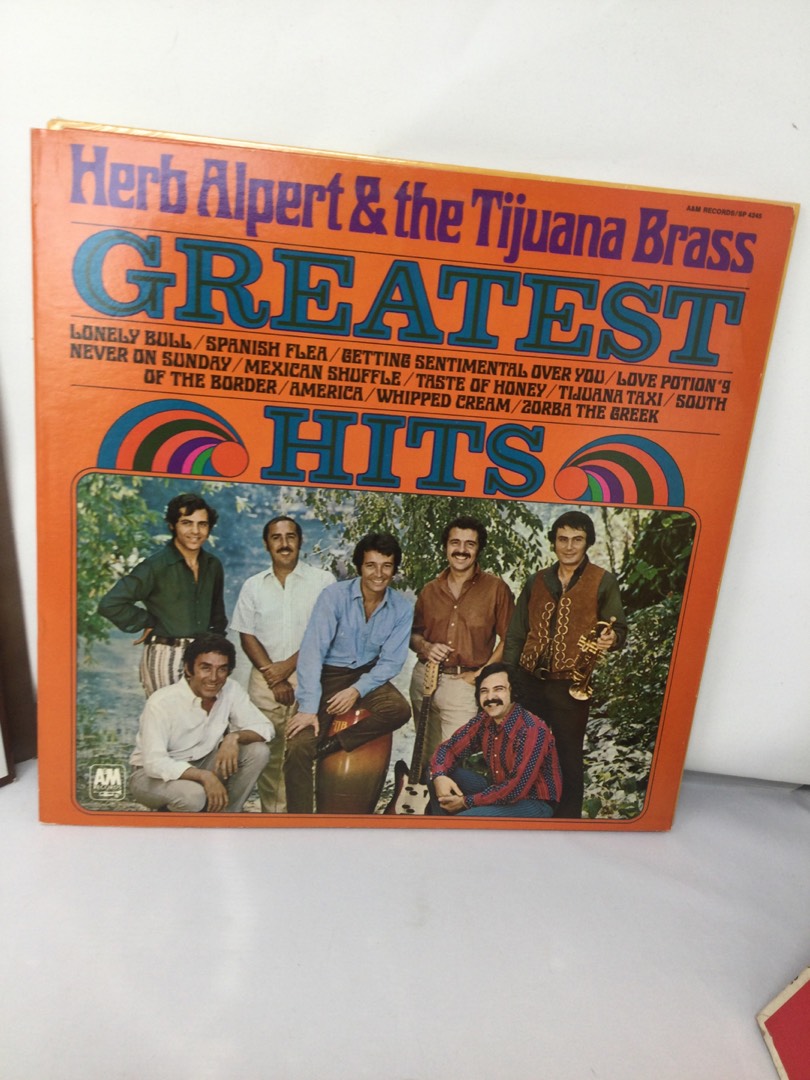 Herb Alpert & the Tijuana Brass
A&M RECORDS/SP 4245
GREATEST
LONELY BULL/SPANISH FLEA/GETTING SENTIMENTAL OVER YOU/LOVE POTION '9
NEVER ON SUNDAY/MEXICAN SHUFFLE/TASTE OF HONEY/TIJUANA TAXI/SOUTH
OF THE BORDER/AMERICA/WHIPPED CREAM/ZORBA THE GREEK
HITS
A&M